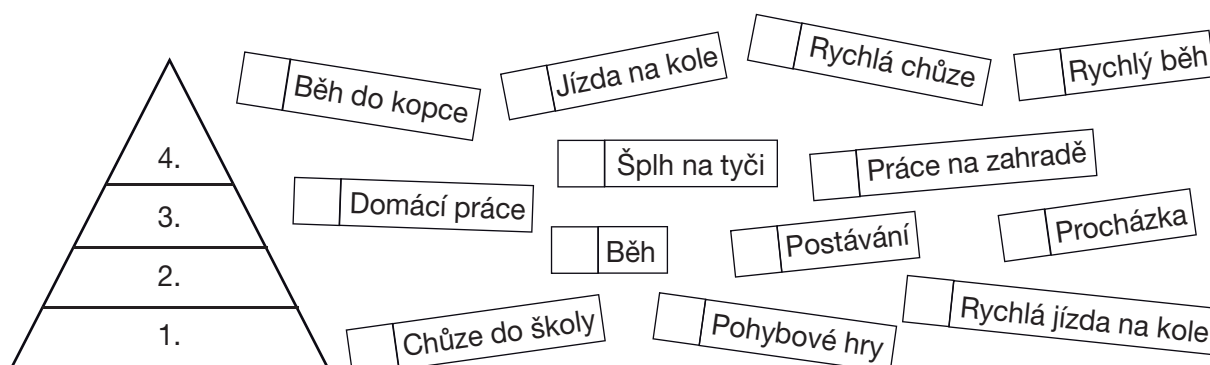 4.
3.
2.
1.
Běh do kopce
Jízda na kole
Rychlá chůze
Rychlý běh
Šplh na tyči
Práce na zahradě
Domácí práce
Běh
Postávání
Procházka
Chůze do školy
Pohybové hry
Rychlá jízda na kole